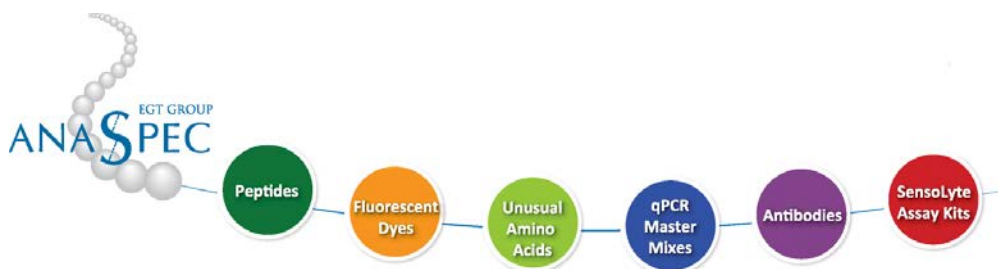 EGT GROUP
ANASPEC
Peptides
Fluorescent
Dyes
Unusual
Amino
Acids
qPCR
Master
Mixes
Antibodies
SensoLyte
Assay Kits